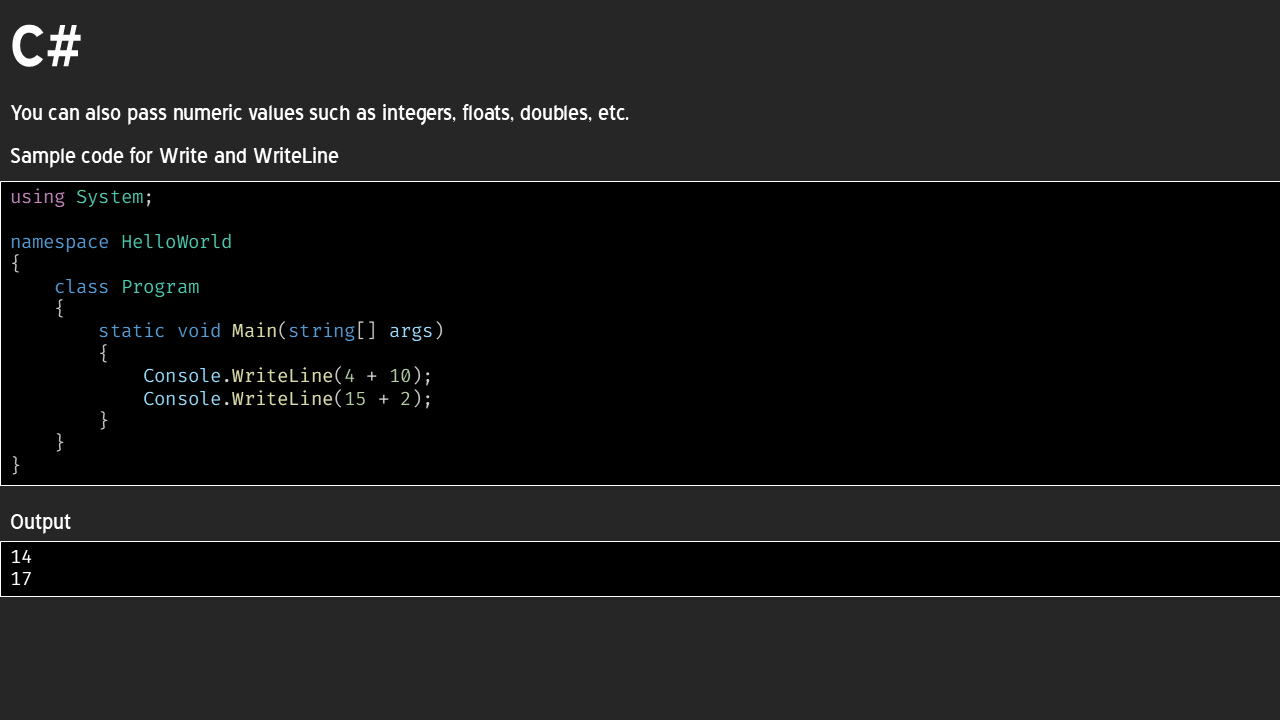 C#
You can also pass numeric values such as integers, floats, doubles, etc.
Sample code for Write and WriteLine
using System;

namespace HelloWorld
{
    class Program
    {
        static void Main(string[] args)
        {
            Console.WriteLine(4 + 10);
            Console.WriteLine(15 + 2);
        }
    }
}
Output
14
17